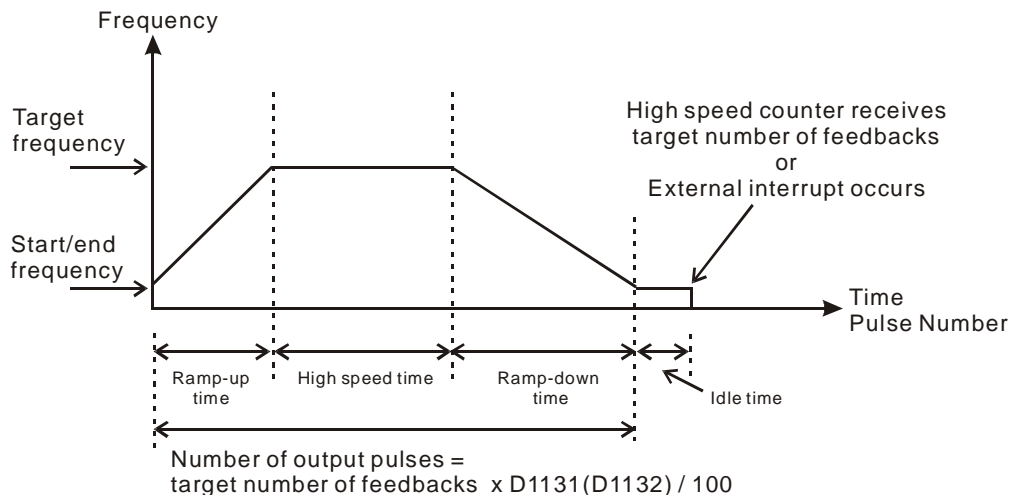 Frequency
Target
frequency
High speed counter receives
target number of feedbacks
or
External interrupt occurs
Start/end
frequency
Time
Pulse Number
Ramp-up
time
High speed time
Ramp-down
time
Idle time
Number of output pulses =
target number of feedbacks x D1131(D1132) / 100